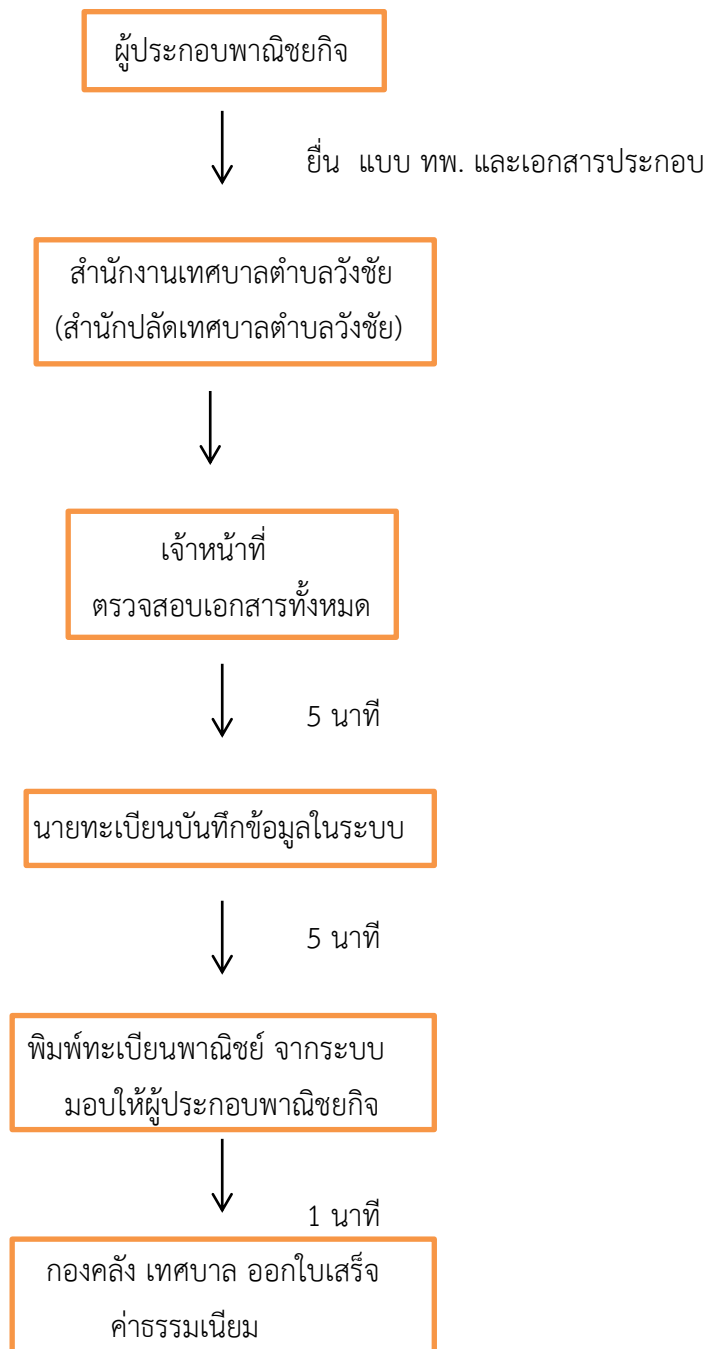 ผู้ประกอบพาณิชยกิจ
ยื่น แบบ ทพ. และเอกสารประกอบ
สำนักงานเทศบาลตำบลวังชัย
(สำนักปลัดเทศบาลตำบลวังชัย)
เจ้าหน้าที่
ตรวจสอบเอกสารทั้งหมด
5 นาที
นายทะเบียนบันทึกข้อมูลในระบบ
5 นาที
พิมพ์ทะเบียนพาณิชย์ จากระบบ
มอบให้ผู้ประกอบพาณิชยกิจ
1 นาที
กองคลัง เทศบาล ออกใบเสร็จ
ค่าธรรมเนียม